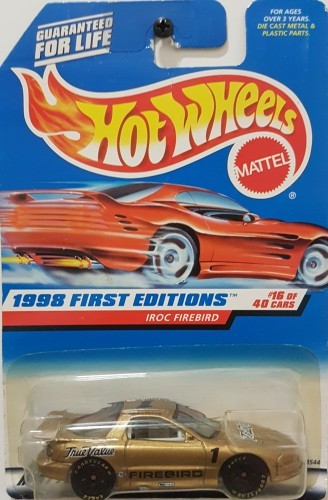 GUARANTEED
FOR LIFE
FOR AGES
OVER 3 YEARS.
DIE CAST METAL &
PLASTIC PARTS.
Hot Wheels
MATTEL
®
1998 FIRST EDITIONS™
#16 OF
40 CARS
IROC FIREBIRD
True Value
1
FIREBIRD